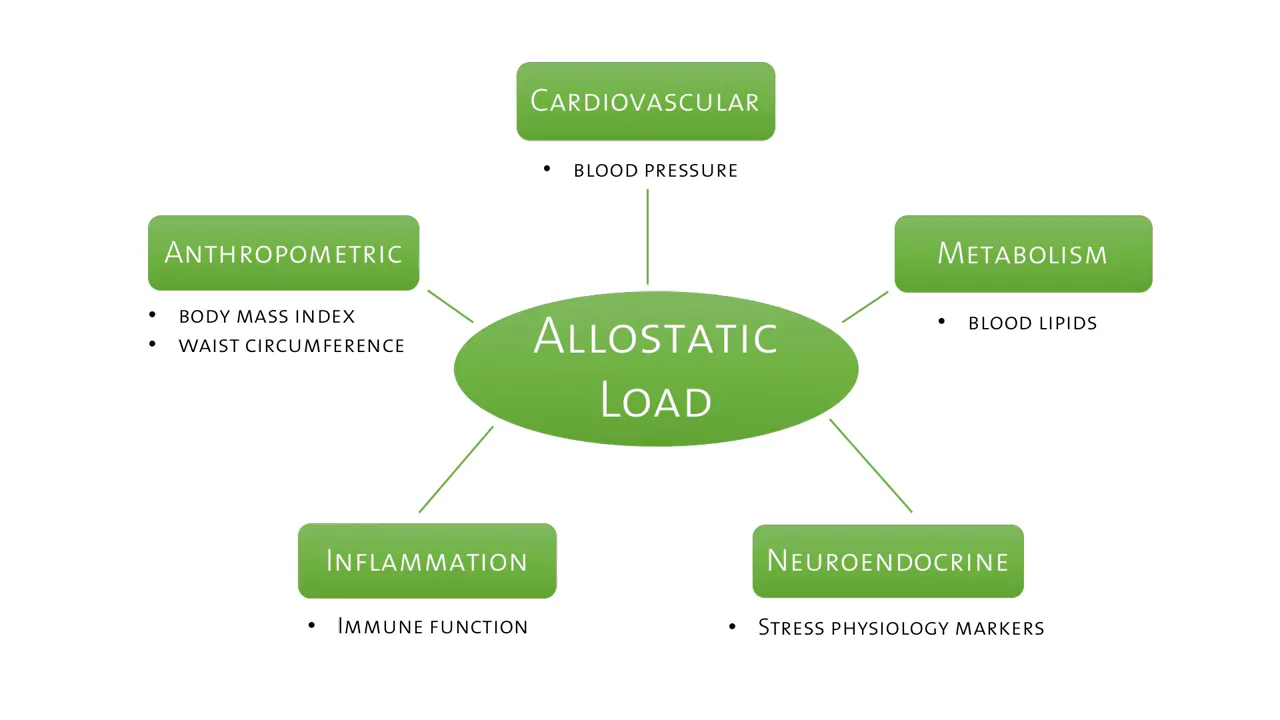 Cardiovascular
• blood pressure
Anthropometric
• body mass index
• waist circumference
Metabolism
• blood lipids
Allostatic
Load
Inflammation
• Immune function
Neuroendocrine
• Stress physiology markers